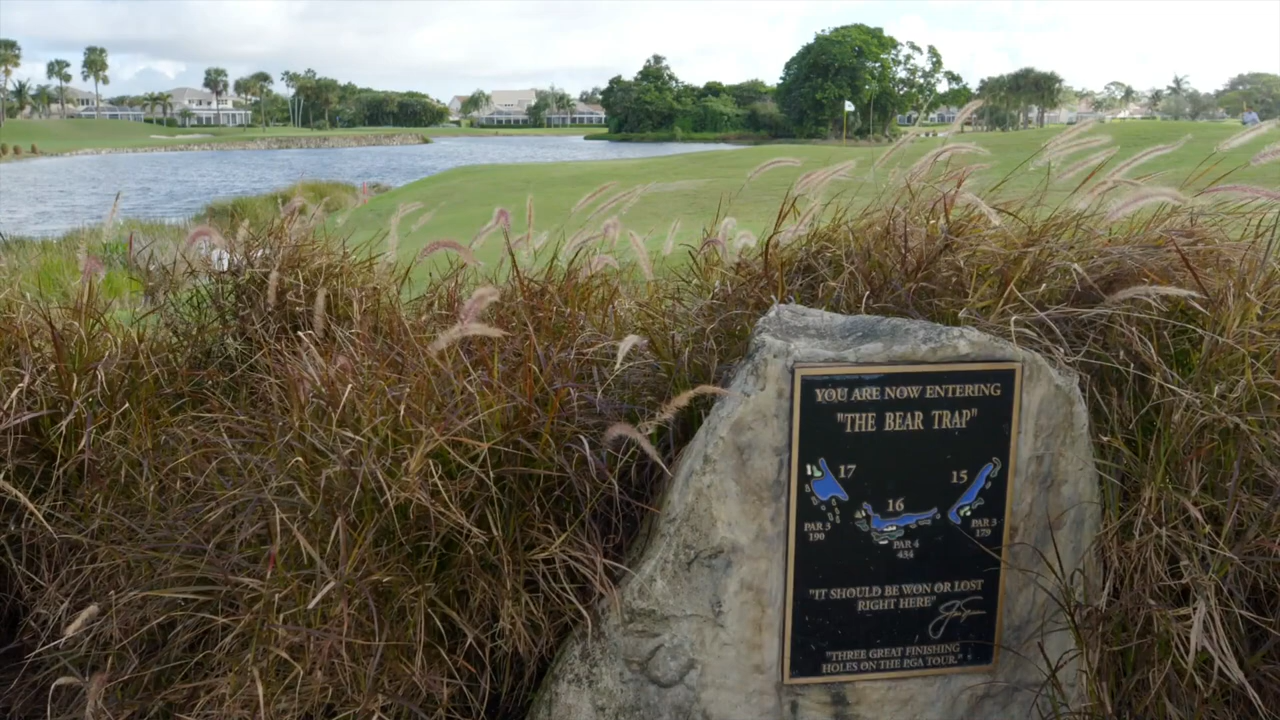 YOU ARE NOW ENTERING
"THE BEAR TRAP"
17
15
16
PAR 3
190
PAR 3
179
PAR 4
434
"IT SHOULD BE WON OR LOST
RIGHT HERE"
"THREE GREAT FINISHING
HOLES ON THE PGA TOUR."